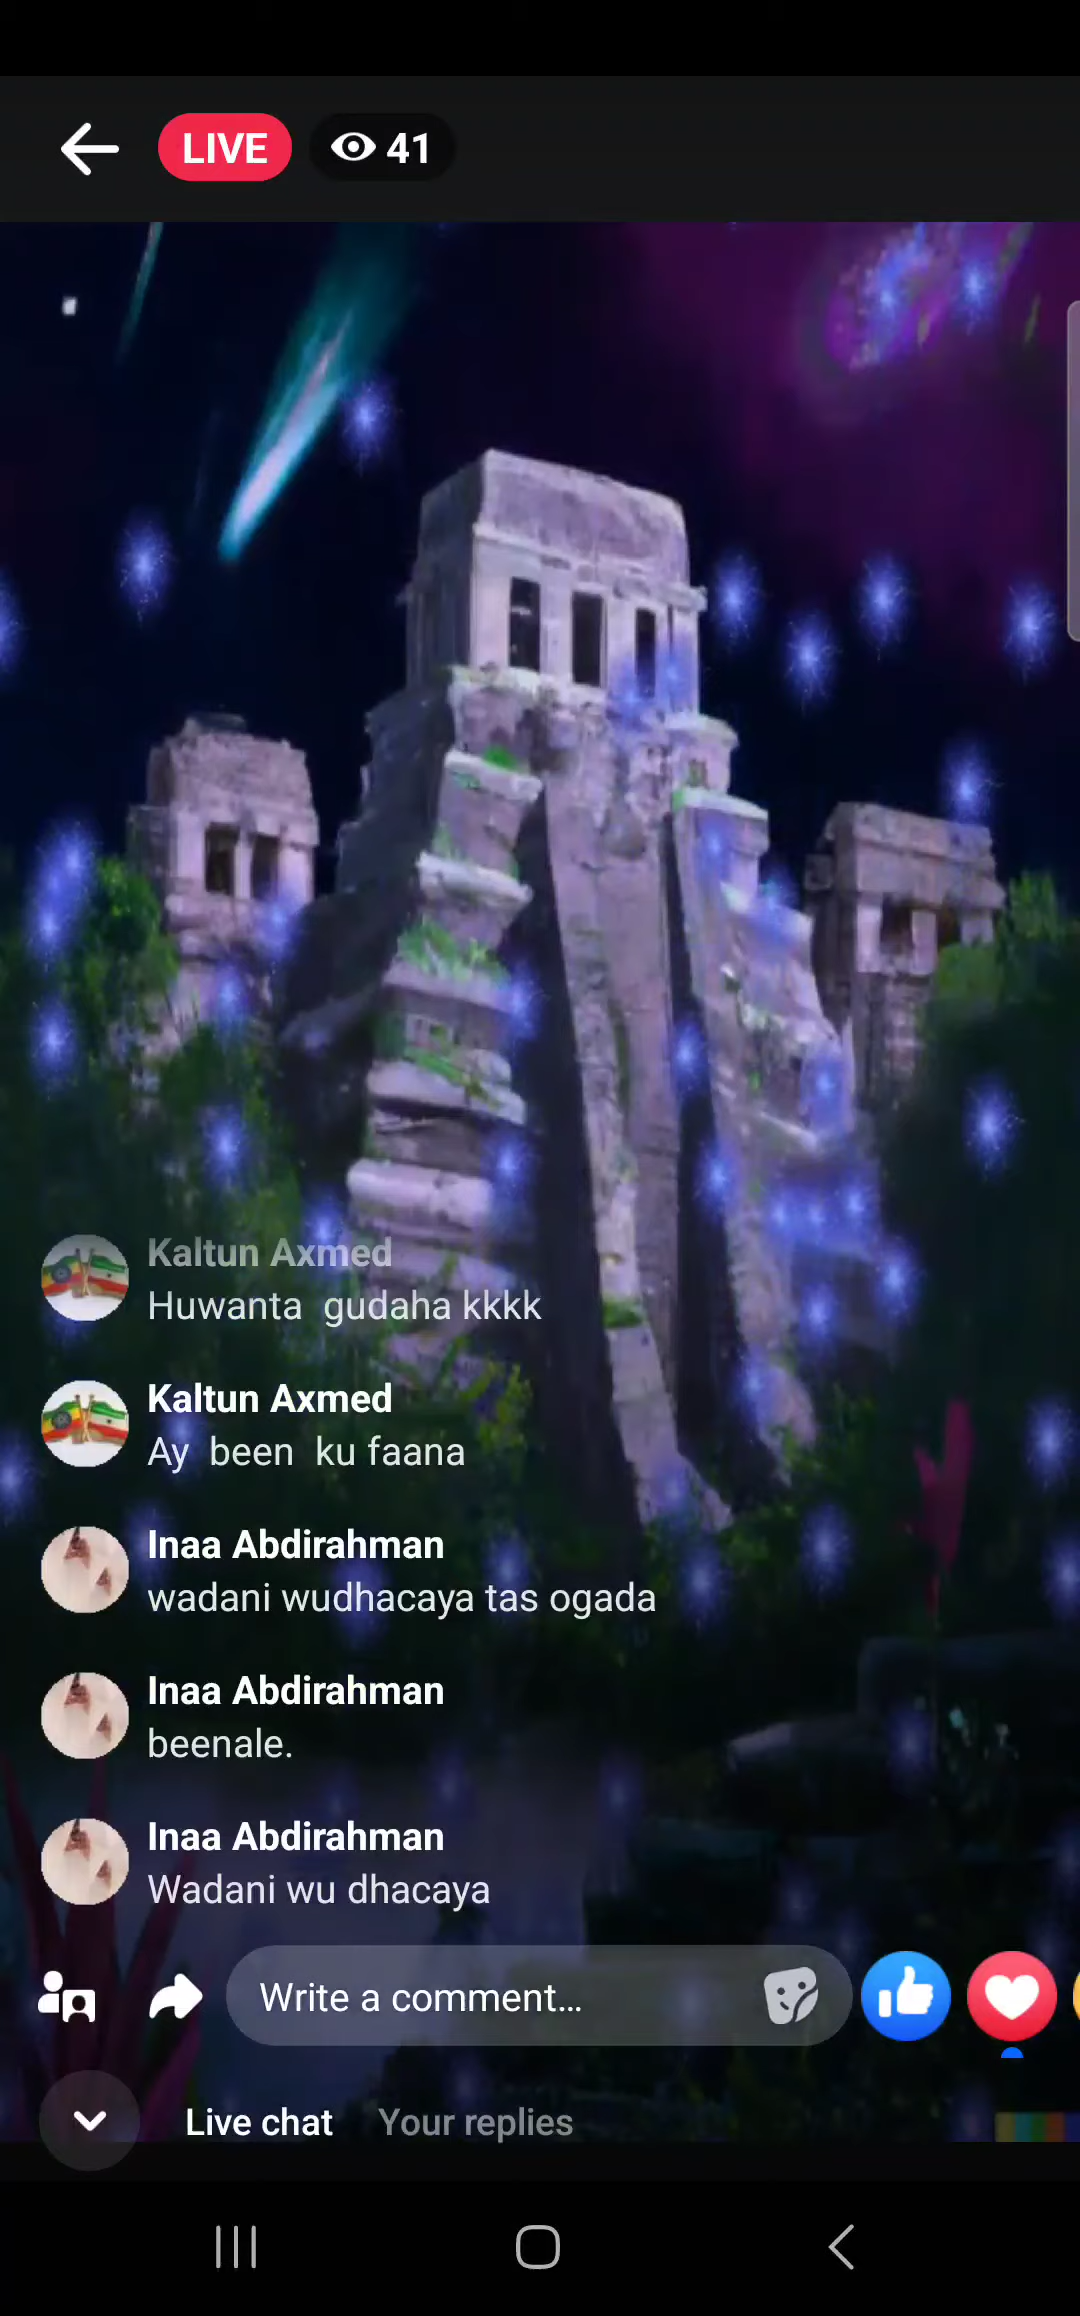 LIVE 41
Kaltun Axmed
Huwanta gudaha kkkk
Kaltun Axmed
Ay been ku faana
Inaa Abdirahman
wadani wudhacaya tas ogada
Inaa Abdirahman
beenale.
Inaa Abdirahman
Wadani wu dhacaya
Write a comment...
Live chat Your replies